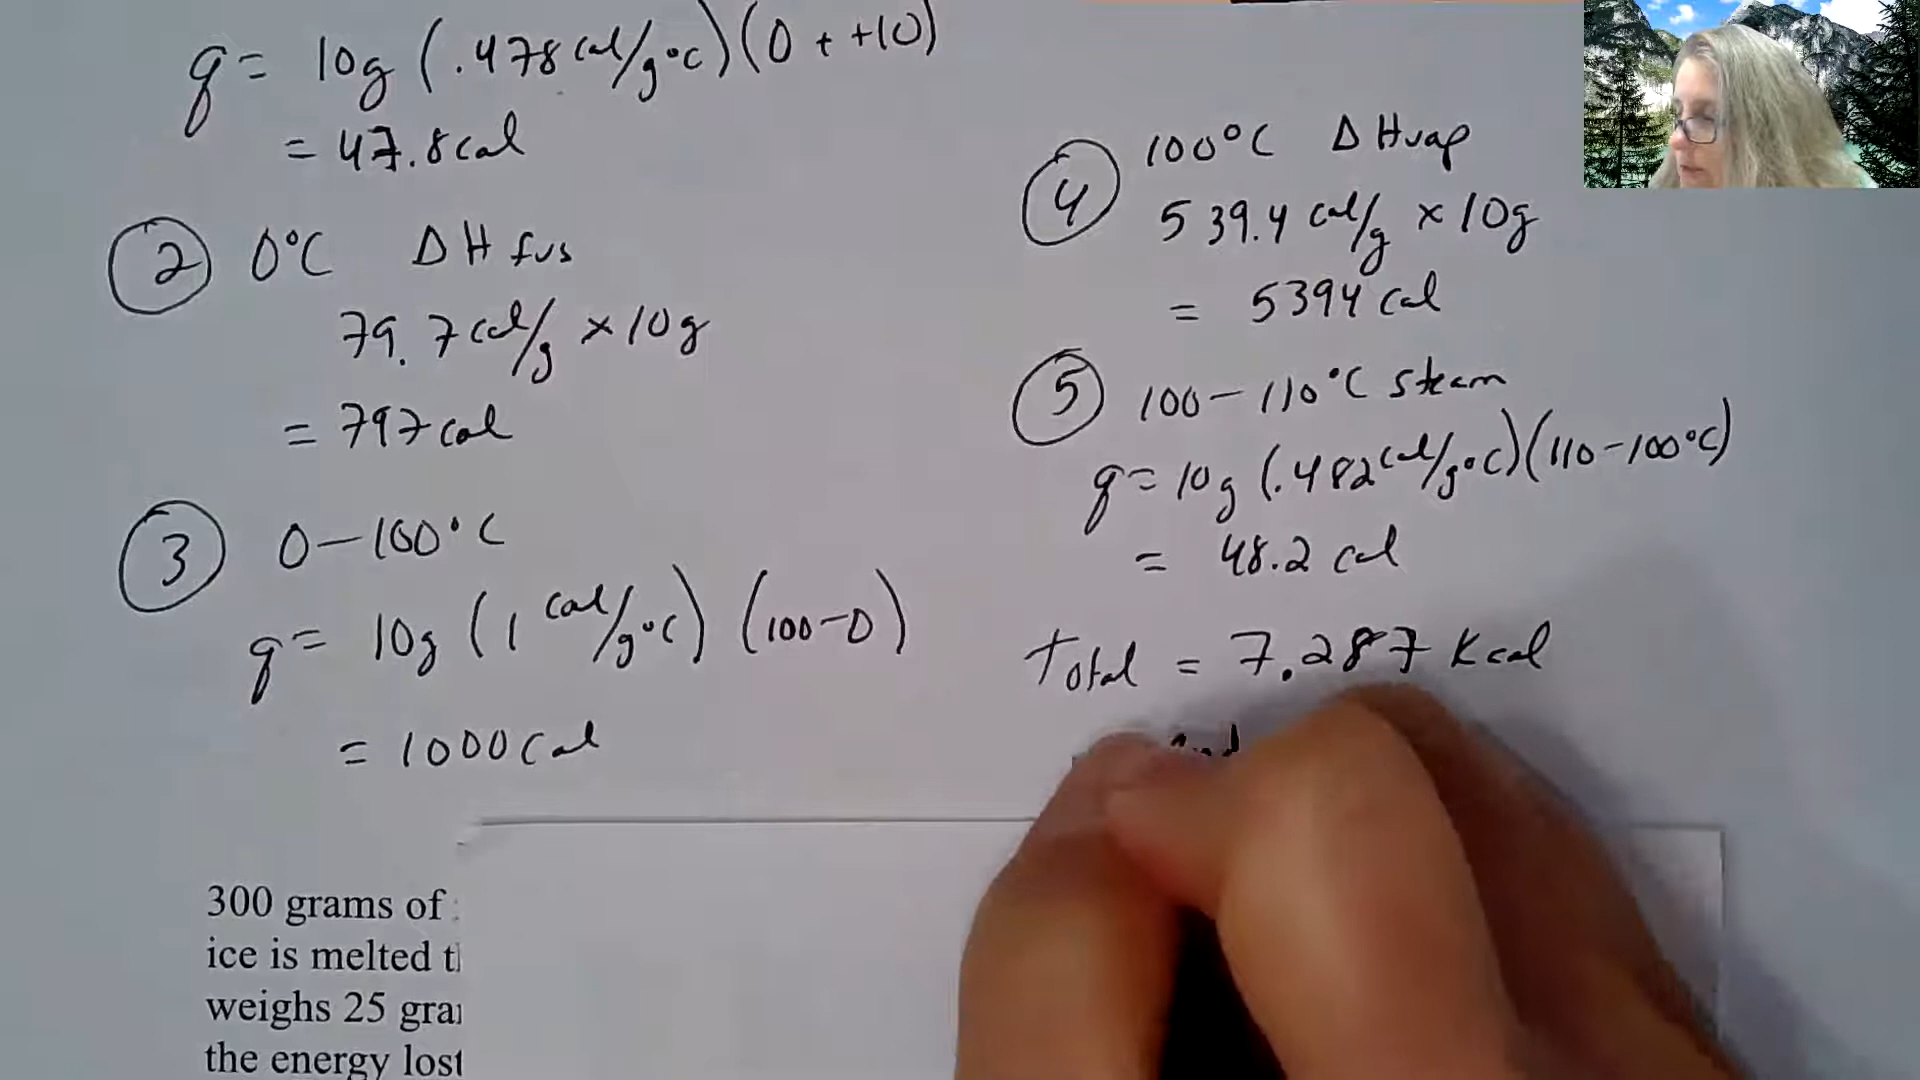 q = 10g (.478 cal/g°C)(0 + +10)
= 47.8 cal
② 0°C ΔH fus
79.7 cal/g × 10g
= 797 cal
③ 0–100°C
q = 10g (1 cal/g°C) (100-0)
= 1000 cal
④ 100°C ΔHvap
539.4 cal/g × 10g
= 5394 cal
⑤ 100–110°C steam
q = 10g (.482 cal/g°C)(110-100°C)
= 48.2 cal
Total = 7.287 Kcal
300 grams of
ice is melted
weighs 25
the energy lost